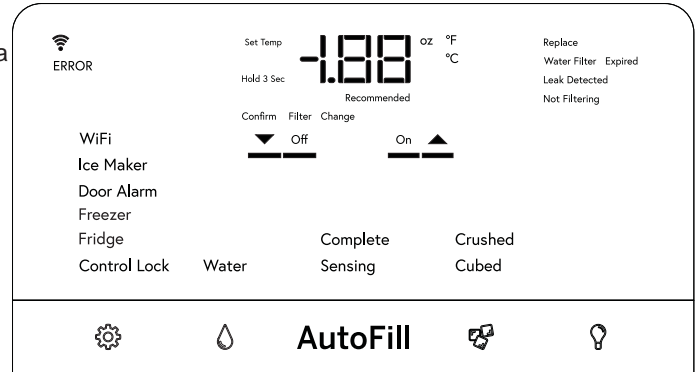 a
Set Temp -1.88 oz °F
ERROR Hold 3 Sec °C
Recommended
Replace
Water Filter Expired
Leak Detected
Not Filtering
Confirm Filter Change
Off On
WiFi
Ice Maker
Door Alarm
Freezer
Fridge
Control Lock
Water
Complete
Sensing
Crushed
Cubed
AutoFill